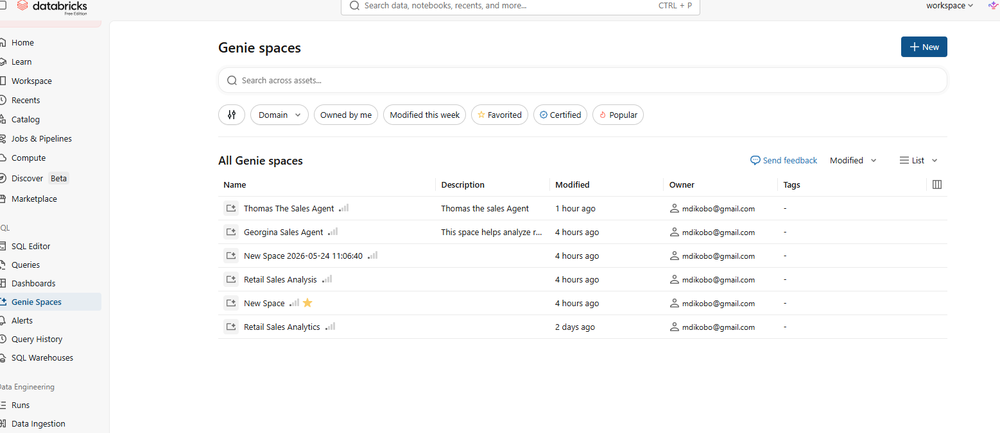 databricks
Free Edition
Search data, notebooks, recents, and more... CTRL + P
workspace
Home
Learn
Workspace
Recents
Catalog
Jobs & Pipelines
Compute
Discover Beta
Marketplace
QL
SQL Editor
Queries
Dashboards
Genie Spaces
Alerts
Query History
SQL Warehouses
Data Engineering
Runs
Data Ingestion
Genie spaces
New
Search across assets...
Domain Owned by me Modified this week Favorited Certified Popular
All Genie spaces Send feedback Modified List
Name Description Modified Owner Tags
Thomas The Sales Agent Thomas the sales Agent 1 hour ago mdikobo@gmail.com -
Georgina Sales Agent This space helps analyze r... 4 hours ago mdikobo@gmail.com -
New Space 2026-05-24 11:06:40 4 hours ago mdikobo@gmail.com -
Retail Sales Analysis 4 hours ago mdikobo@gmail.com -
New Space 4 hours ago mdikobo@gmail.com -
Retail Sales Analytics 2 days ago mdikobo@gmail.com -